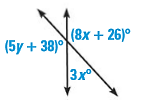 (8x + 26)°
(5y + 38)°
3x°